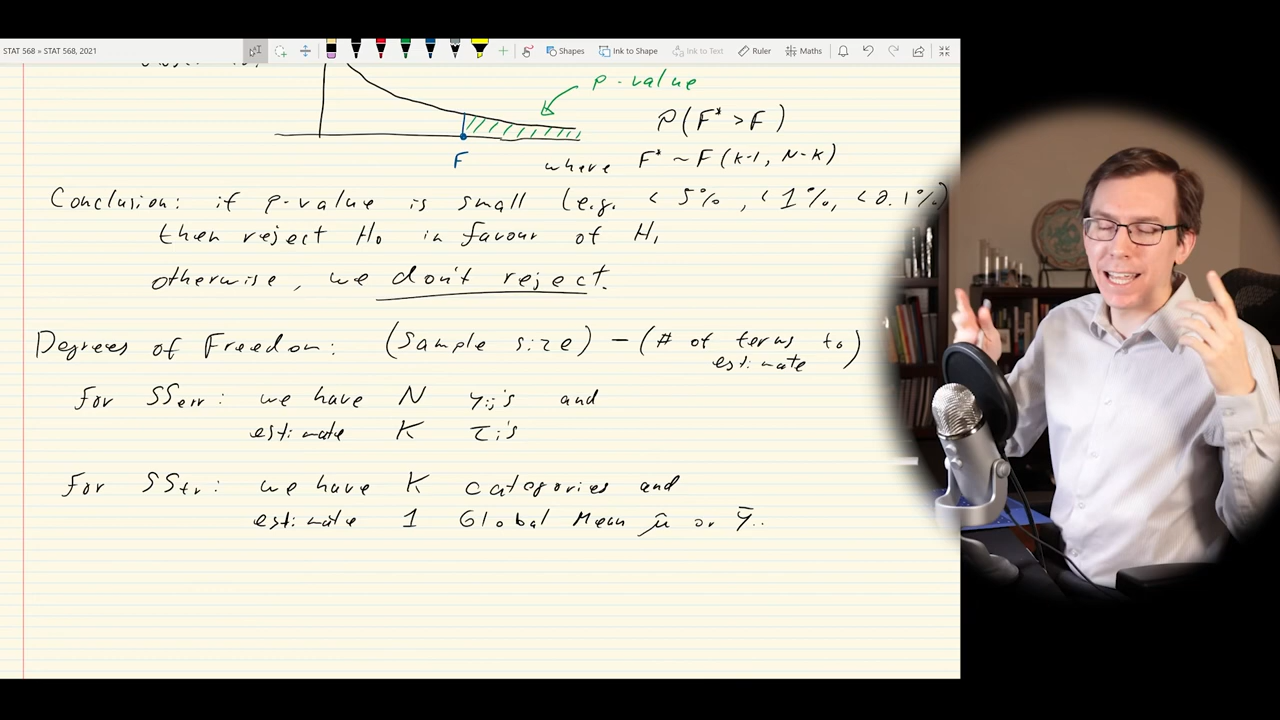 STAT 568 » STAT 568, 2021
Shapes
Ink to Shape
Ink to Text
Ruler
Maths
p-value
P(F* > F)
F
where F* ~ F(K-1, N-K)
Conclusion: if p-value is small (e.g. < 5%, < 1%, < 0.1%)
then reject H₀ in favour of H₁
otherwise, we don't reject.
Degrees of Freedom: (Sample size) - (# of terms to estimate)
For SSerr: we have N yᵢⱼ's and
estimate K τᵢ's
For SStr: we have K categories and
estimate 1 Global Mean μ̂ or ȳ..